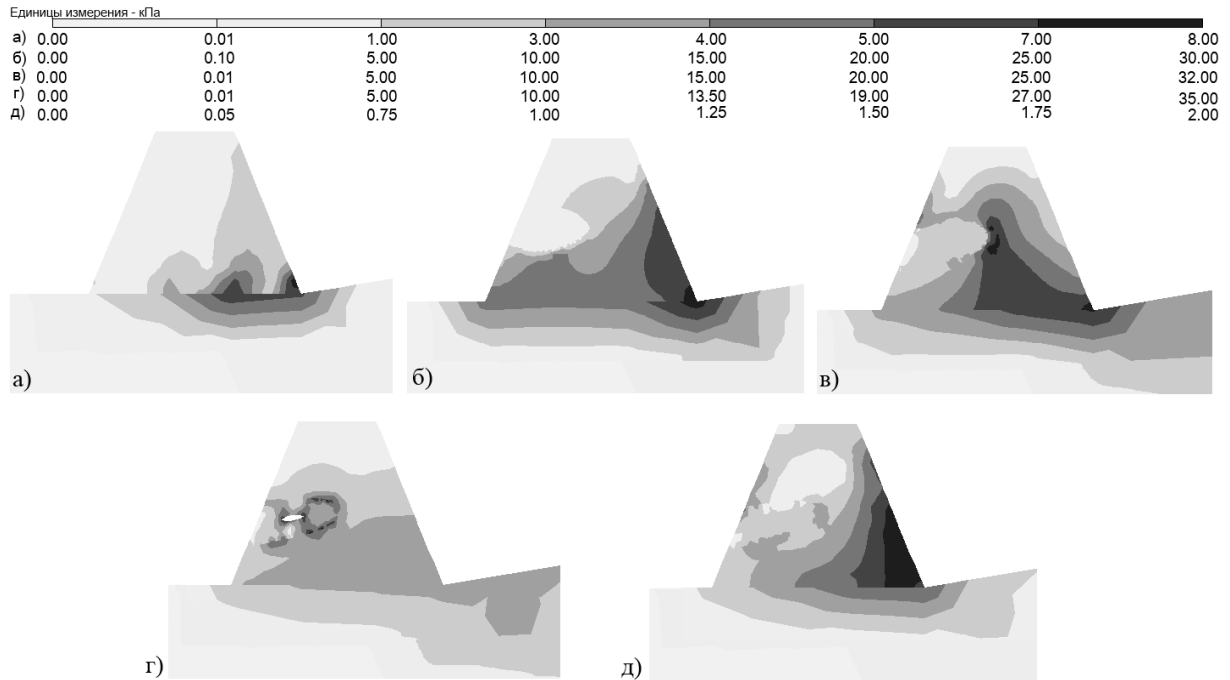 Единицы измерения - кПа
а) 0.00 0.01 1.00 3.00 4.00 5.00 7.00 8.00
б) 0.00 0.10 5.00 10.00 15.00 20.00 25.00 30.00
в) 0.00 0.01 5.00 10.00 15.00 20.00 25.00 32.00
г) 0.00 0.01 5.00 10.00 13.50 19.00 27.00 35.00
д) 0.00 0.05 0.75 1.00 1.25 1.50 1.75 2.00
а) б) в)
г) д)